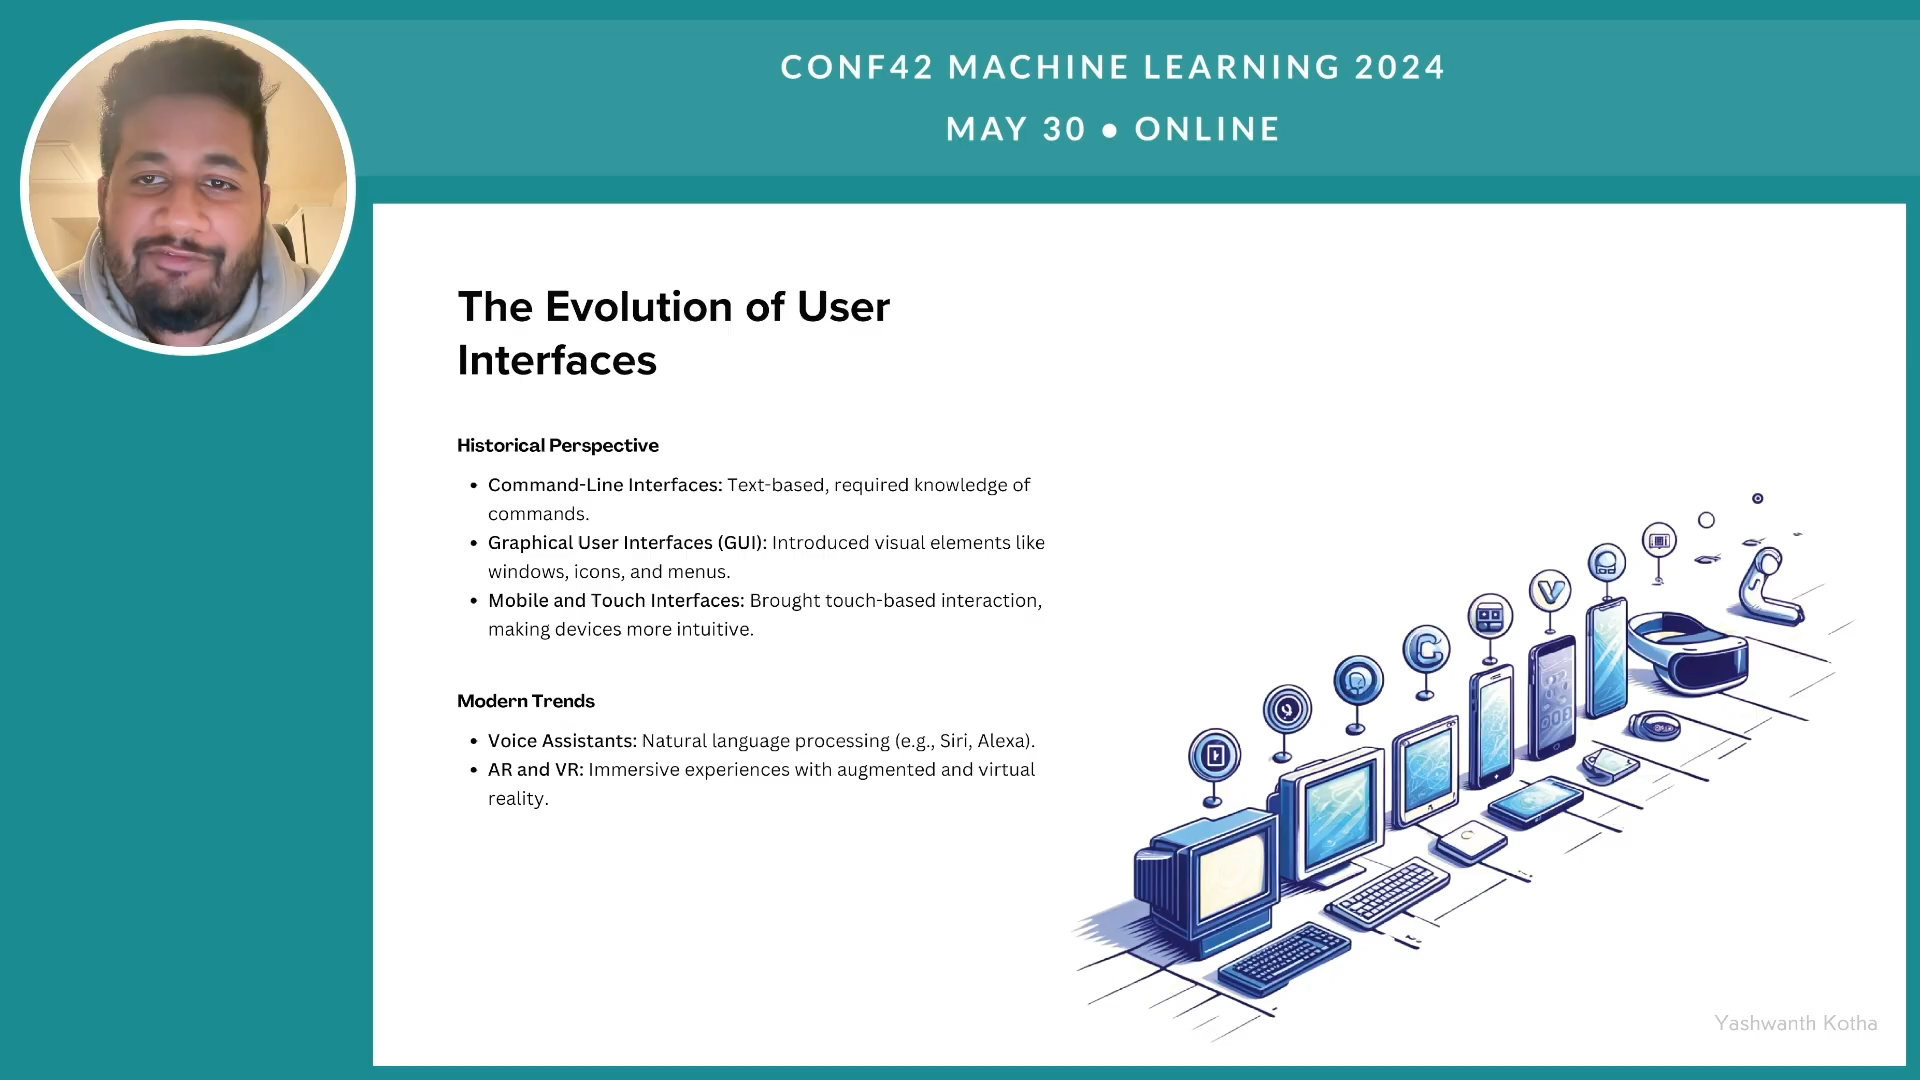 CONF42 MACHINE LEARNING 2024
MAY 30 ● ONLINE
The Evolution of User
Interfaces
Historical Perspective
• Command-Line Interfaces: Text-based, required knowledge of
commands.
• Graphical User Interfaces (GUI): Introduced visual elements like
windows, icons, and menus.
• Mobile and Touch Interfaces: Brought touch-based interaction,
making devices more intuitive.
Modern Trends
• Voice Assistants: Natural language processing (e.g., Siri, Alexa).
• AR and VR: Immersive experiences with augmented and virtual
reality.
Yashwanth Kotha